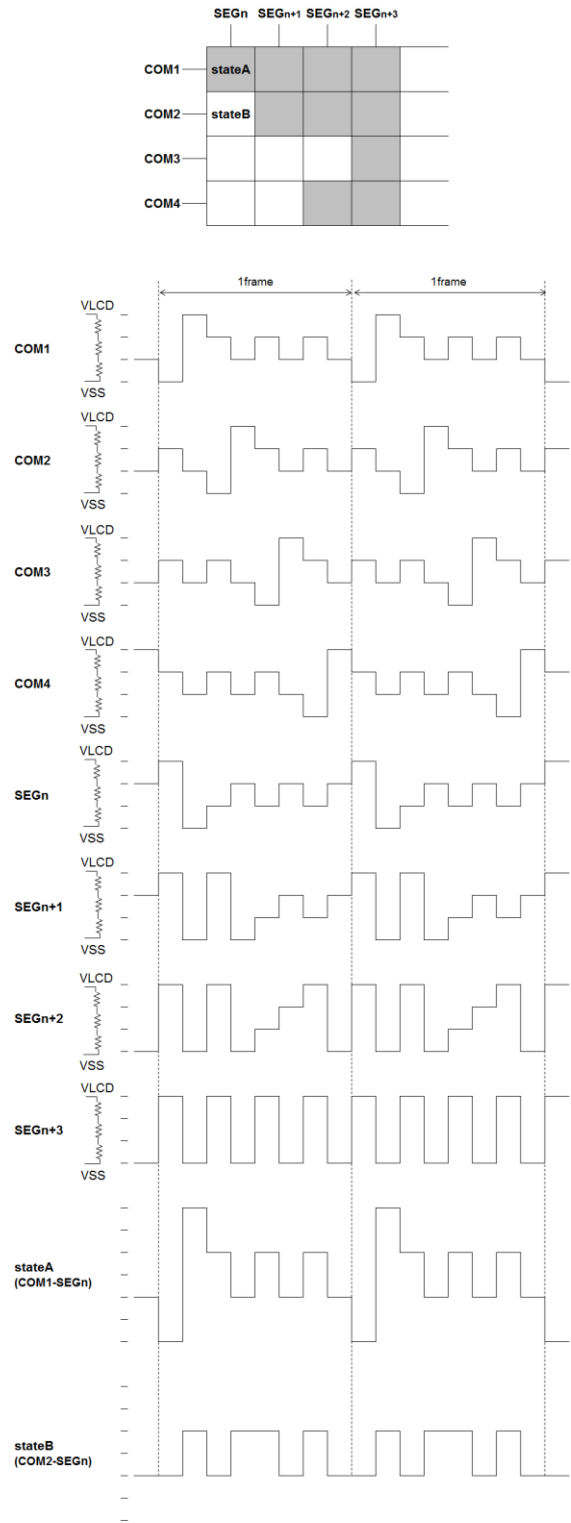 SEGn SEGn+1 SEGn+2 SEGn+3
COM1 stateA
COM2 stateB
COM3
COM4
1frame 1frame
VLCD
COM1
VSS
VLCD
COM2
VSS
VLCD
COM3
VSS
VLCD
COM4
VSS
VLCD
SEGn
VSS
VLCD
SEGn+1
VSS
VLCD
SEGn+2
VSS
VLCD
SEGn+3
VSS
stateA
(COM1-SEGn)
stateB
(COM2-SEGn)